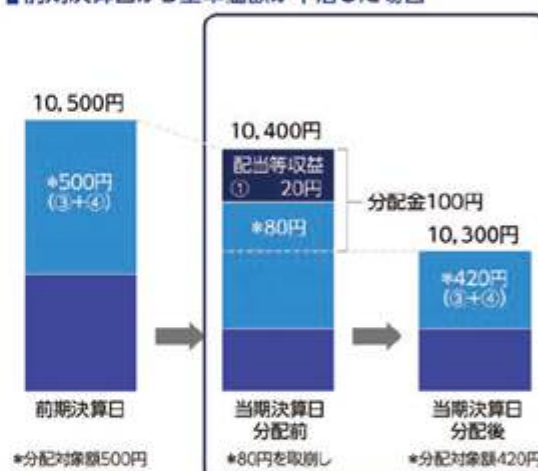 10,500円
*500円
(③+④)
前期決算日
*分配対象額500円
10,400円
配当等収益
① 20円
*80円
分配金100円
当期決算日
分配前
*80円を取崩し
10,300円
*420円
(③+④)
当期決算日
分配後
*分配対象額420円